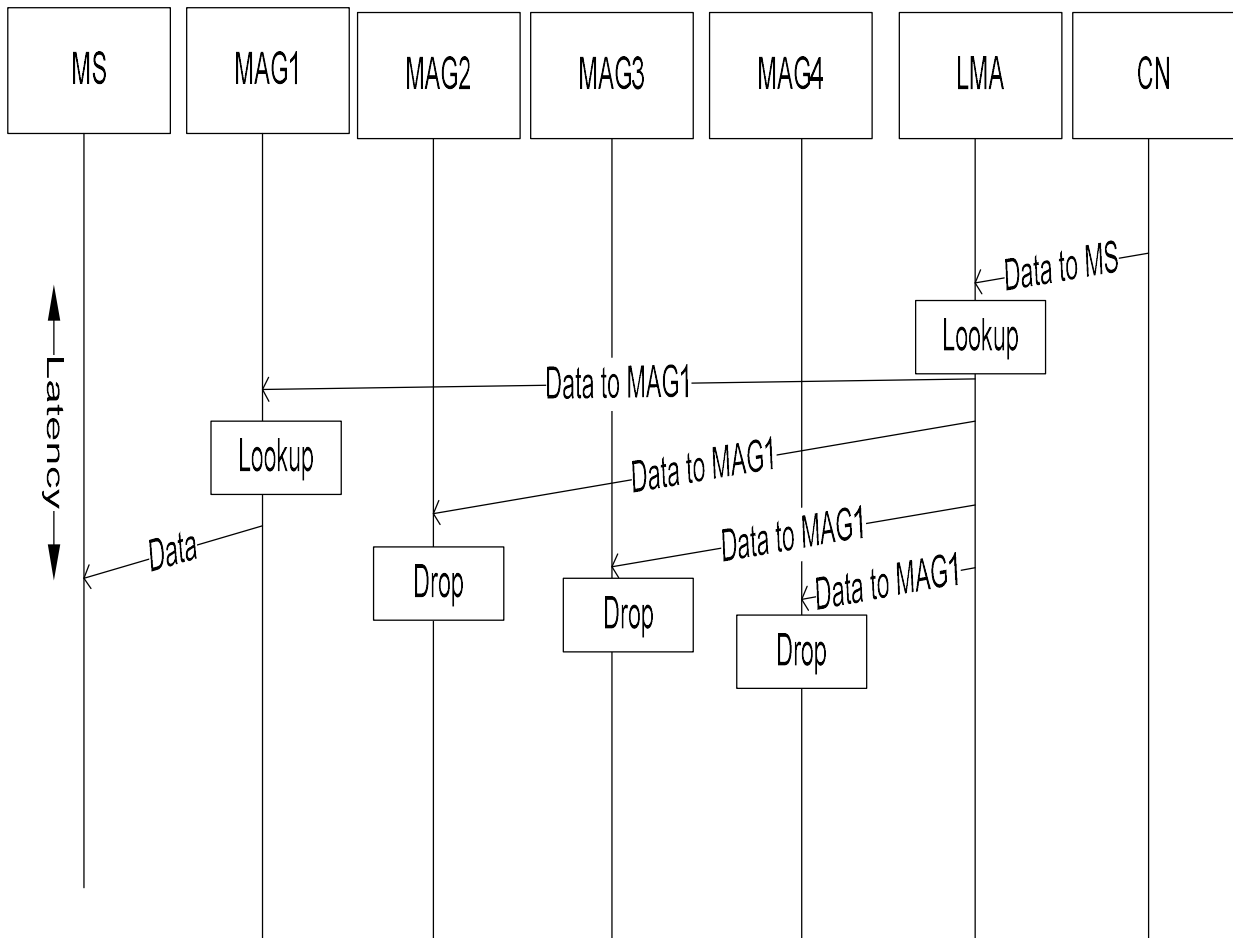 MS
MAG1
MAG2
MAG3
MAG4
LMA
CN
Data to MS
Lookup
Data to MAG1
Latency
Lookup
Data to MAG1
Data to MAG1
Data
Data to MAG1
Drop
Drop
Drop